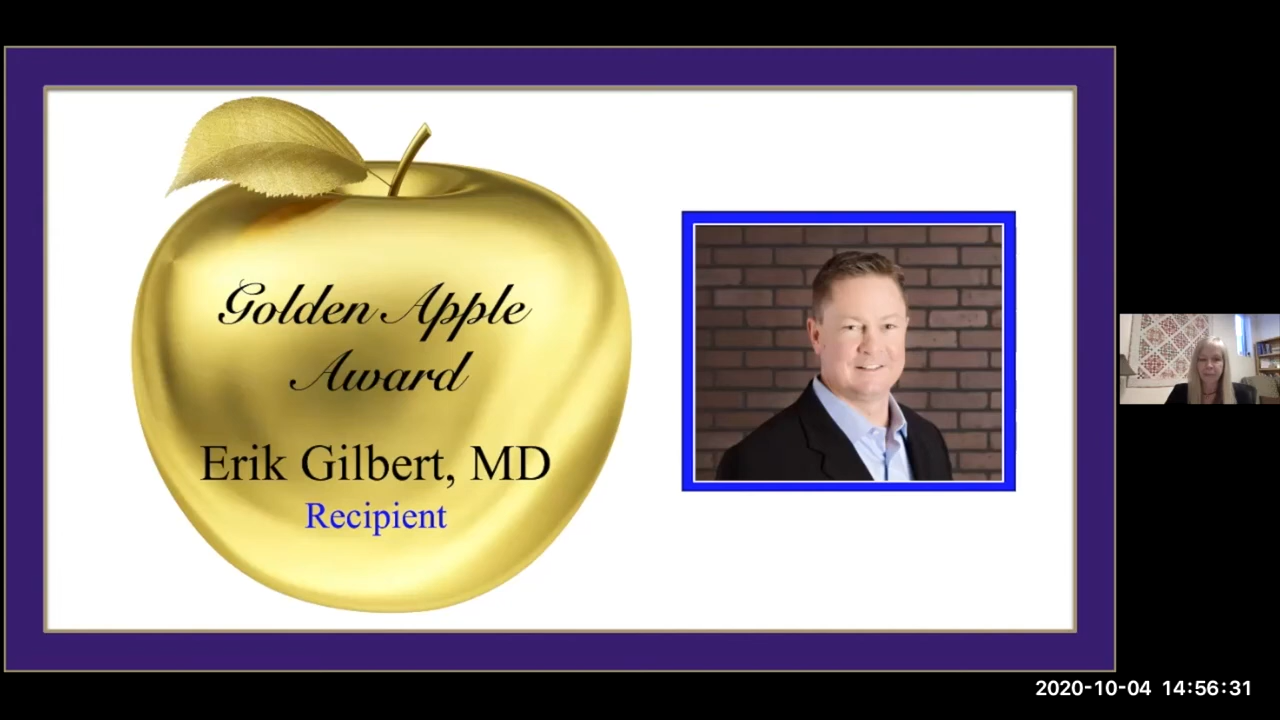 Golden Apple
Award
Erik Gilbert, MD
Recipient
2020-10-04 14:56:31